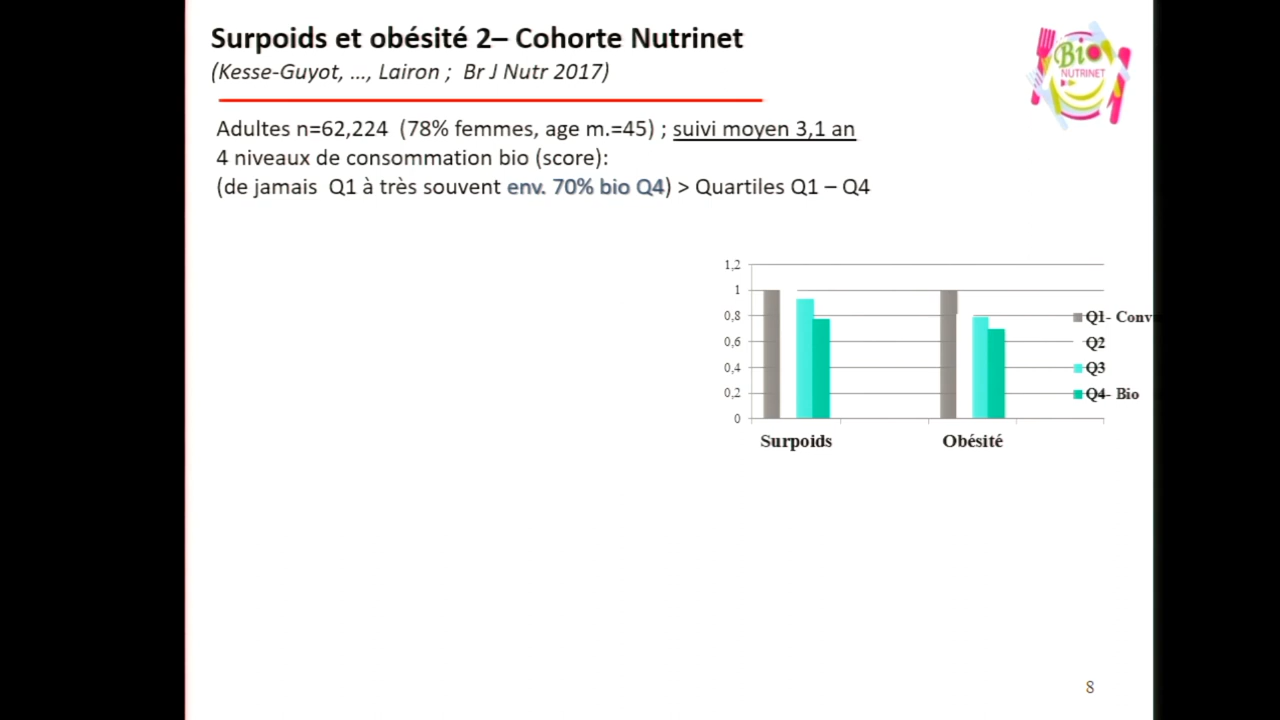 Surpoids et obésité 2– Cohorte Nutrinet
(Kesse-Guyot, ..., Lairon ; Br J Nutr 2017)
Bio
NUTRINET
Adultes n=62,224 (78% femmes, age m.=45) ; suivi moyen 3,1 an
4 niveaux de consommation bio (score):
(de jamais Q1 à très souvent env. 70% bio Q4) > Quartiles Q1 – Q4
1,2
1
0,8
0,6
0,4
0,2
0
Surpoids
Obésité
Q1- Conv
Q2
Q3
Q4- Bio
8